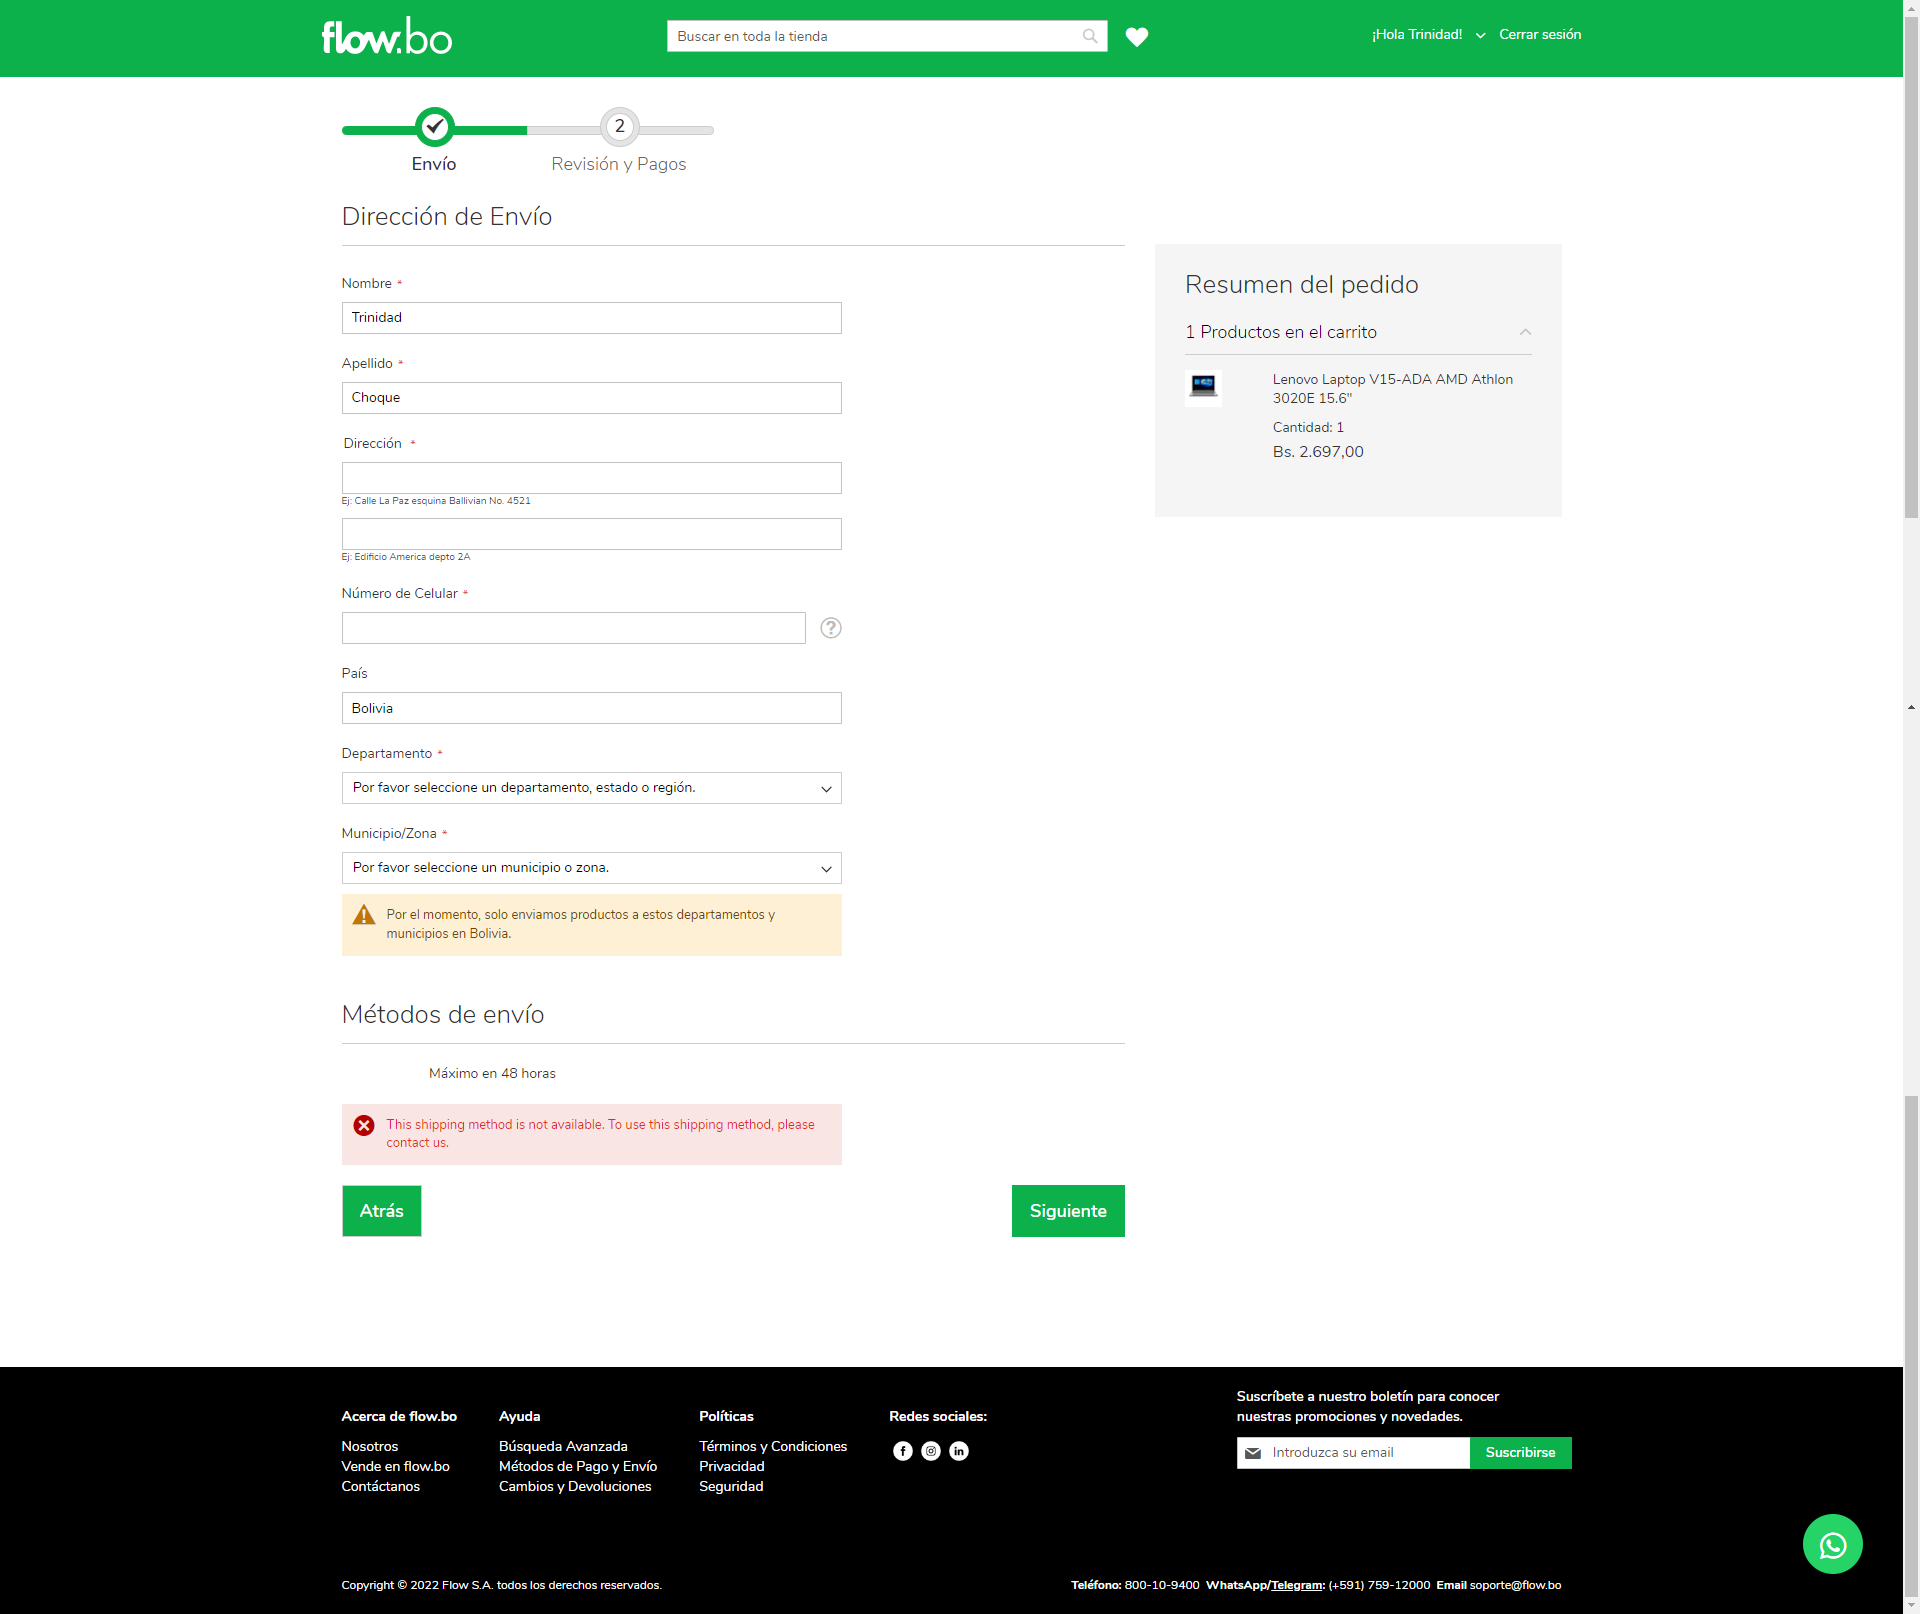 flow.bo
Buscar en toda la tienda
¡Hola Trinidad!
Cerrar sesión
2
Envío
Revisión y Pagos
Dirección de Envío
Nombre *
Trinidad
Apellido *
Choque
Dirección *
Ej: Calle La Paz esquina Ballivian No. 4521
Ej: Edificio America depto 2A
Número de Celular *
?
País
Bolivia
Departamento *
Por favor seleccione un departamento, estado o región.
Municipio/Zona *
Por favor seleccione un municipio o zona.
Por el momento, solo enviamos productos a estos departamentos y
municipios en Bolivia.
Resumen del pedido
1 Productos en el carrito
Lenovo Laptop V15-ADA AMD Athlon
3020E 15.6"
Cantidad: 1
Bs. 2.697,00
Métodos de envío
Máximo en 48 horas
This shipping method is not available. To use this shipping method, please
contact us.
Atrás
Siguiente
Acerca de flow.bo
Nosotros
Vende en flow.bo
Contáctanos
Ayuda
Búsqueda Avanzada
Métodos de Pago y Envío
Cambios y Devoluciones
Políticas
Términos y Condiciones
Privacidad
Seguridad
Redes sociales:
Suscríbete a nuestro boletín para conocer
nuestras promociones y novedades.
Introduzca su email
Suscribirse
Copyright © 2022 Flow S.A. todos los derechos reservados.
Teléfono: 800-10-9400 WhatsApp/Telegram: (+591) 759-12000 Email soporte@flow.bo